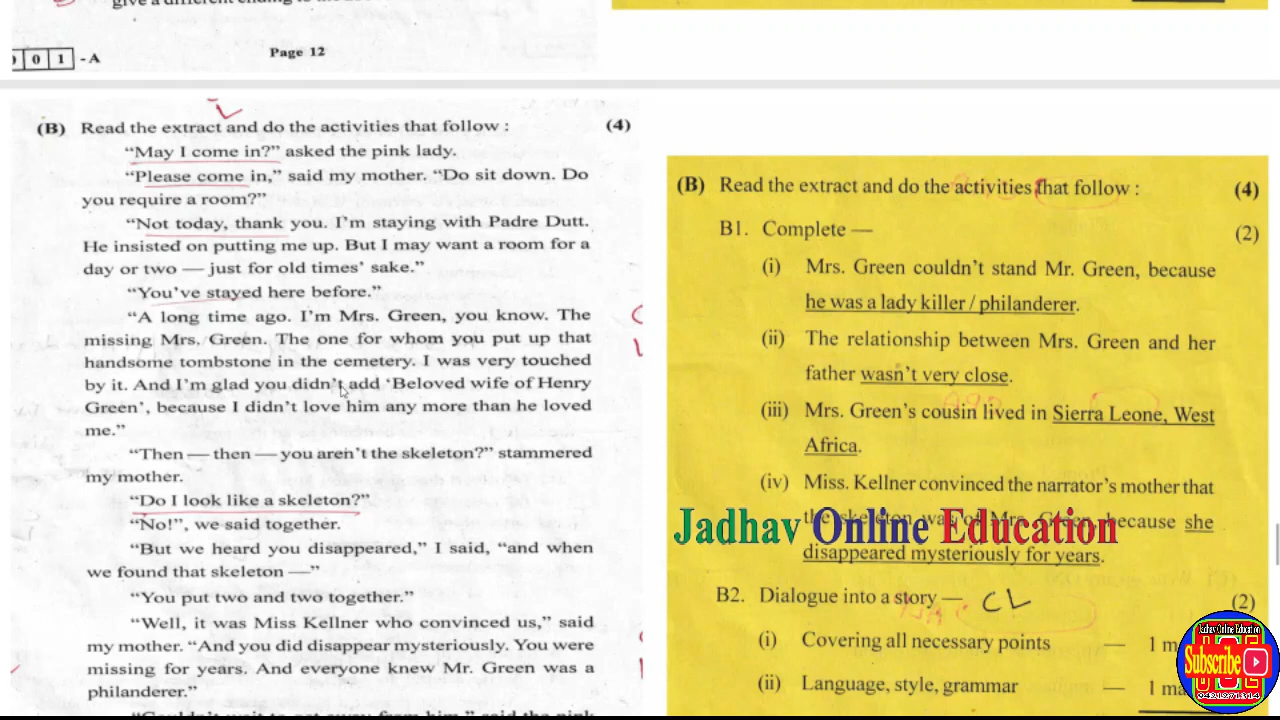 give a different ending to the
0 1 - A
Page 12
(B) Read the extract and do the activities that follow : (4)
“May I come in?” asked the pink lady.
“Please come in,” said my mother. “Do sit down. Do
you require a room?”
“Not today, thank you. I’m staying with Padre Dutt.
He insisted on putting me up. But I may want a room for a
day or two — just for old times’ sake.”
“You’ve stayed here before.”
“A long time ago. I’m Mrs. Green, you know. The
missing Mrs. Green. The one for whom you put up that
handsome tombstone in the cemetery. I was very touched
by it. And I’m glad you didn’t add ‘Beloved wife of Henry
Green’, because I didn’t love him any more than he loved
me.”
“Then — then — you aren’t the skeleton?” stammered
my mother.
“Do I look like a skeleton?”
“No!”, we said together.
“But we heard you disappeared,” I said, “and when
we found that skeleton —”
“You put two and two together.”
“Well, it was Miss Kellner who convinced us,” said
my mother. “And you did disappear mysteriously. You were
missing for years. And everyone knew Mr. Green was a
philanderer.”
(B) Read the extract and do the activities that follow : (4)
B1. Complete — (2)
(i) Mrs. Green couldn’t stand Mr. Green, because
he was a lady killer / philanderer.
(ii) The relationship between Mrs. Green and her
father wasn’t very close.
(iii) Mrs. Green’s cousin lived in Sierra Leone, West
Africa.
(iv) Miss. Kellner convinced the narrator’s mother that
the skeleton was of Mrs. Green, because she
disappeared mysteriously for years.
Jadhav Online Education
B2. Dialogue into a story — CL (2)
(i) Covering all necessary points — 1
(ii) Language, style, grammar — 1
Jadhav Online Education
Subscribe